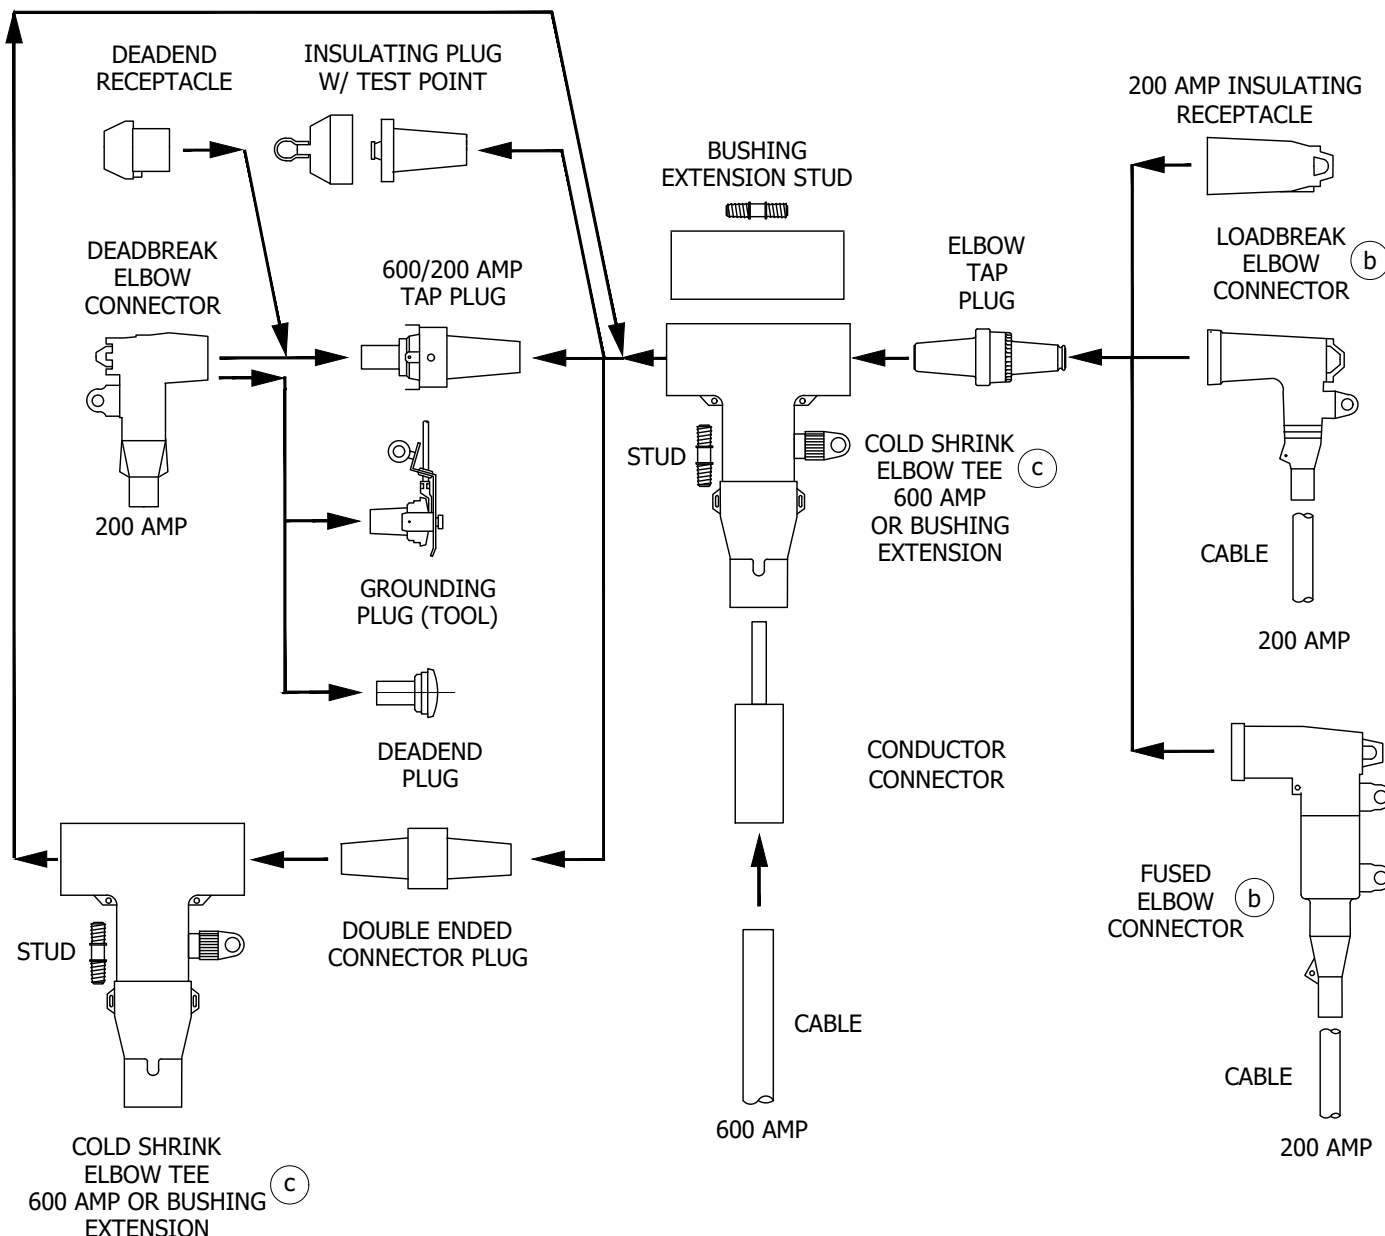 DEADEND
RECEPTACLE
INSULATING PLUG
W/ TEST POINT
200 AMP INSULATING
RECEPTACLE
BUSHING
EXTENSION STUD
DEADBREAK
ELBOW
CONNECTOR
600/200 AMP
TAP PLUG
ELBOW
TAP
PLUG
LOADBREAK
ELBOW
CONNECTOR
b
200 AMP
STUD
COLD SHRINK
ELBOW TEE
600 AMP
OR BUSHING
EXTENSION
c
CABLE
200 AMP
GROUNDING
PLUG (TOOL)
DEADEND
PLUG
CONDUCTOR
CONNECTOR
FUSED
ELBOW
CONNECTOR
b
STUD
DOUBLE ENDED
CONNECTOR PLUG
CABLE
600 AMP
CABLE
200 AMP
COLD SHRINK
ELBOW TEE
600 AMP OR BUSHING
EXTENSION
c